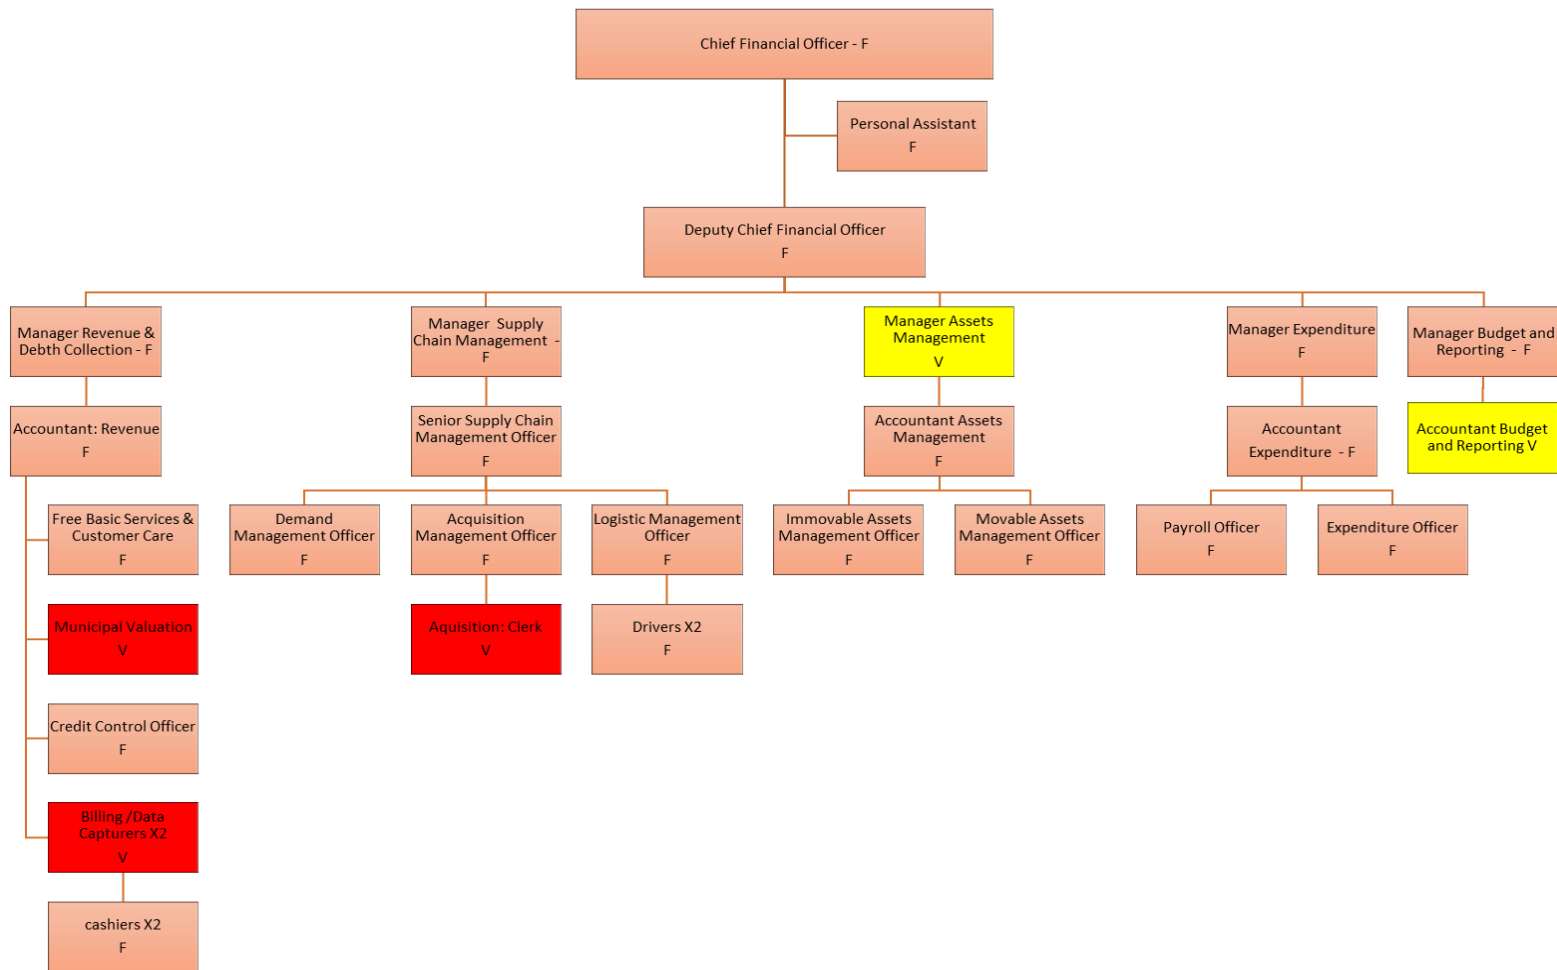 Chief Financial Officer - F
Personal Assistant
F
Deputy Chief Financial Officer
F
Manager Revenue &
Debth Collection - F
Manager Supply
Chain Management -
F
Manager Assets
Management
V
Manager Expenditure
F
Manager Budget and
Reporting - F
Accountant: Revenue
F
Senior Supply Chain
Management Officer
F
Accountant Assets
Management
F
Accountant
Expenditure - F
Accountant Budget
and Reporting V
Free Basic Services &
Customer Care
F
Demand
Management Officer
F
Acquisition
Management Officer
F
Logistic Management
Officer
F
Immovable Assets
Management Officer
F
Movable Assets
Management Officer
F
Payroll Officer
F
Expenditure Officer
F
Municipal Valuation
V
Aquisition: Clerk
V
Drivers X2
F
Credit Control Officer
F
Billing /Data
Capturers X2
V
cashiers X2
F